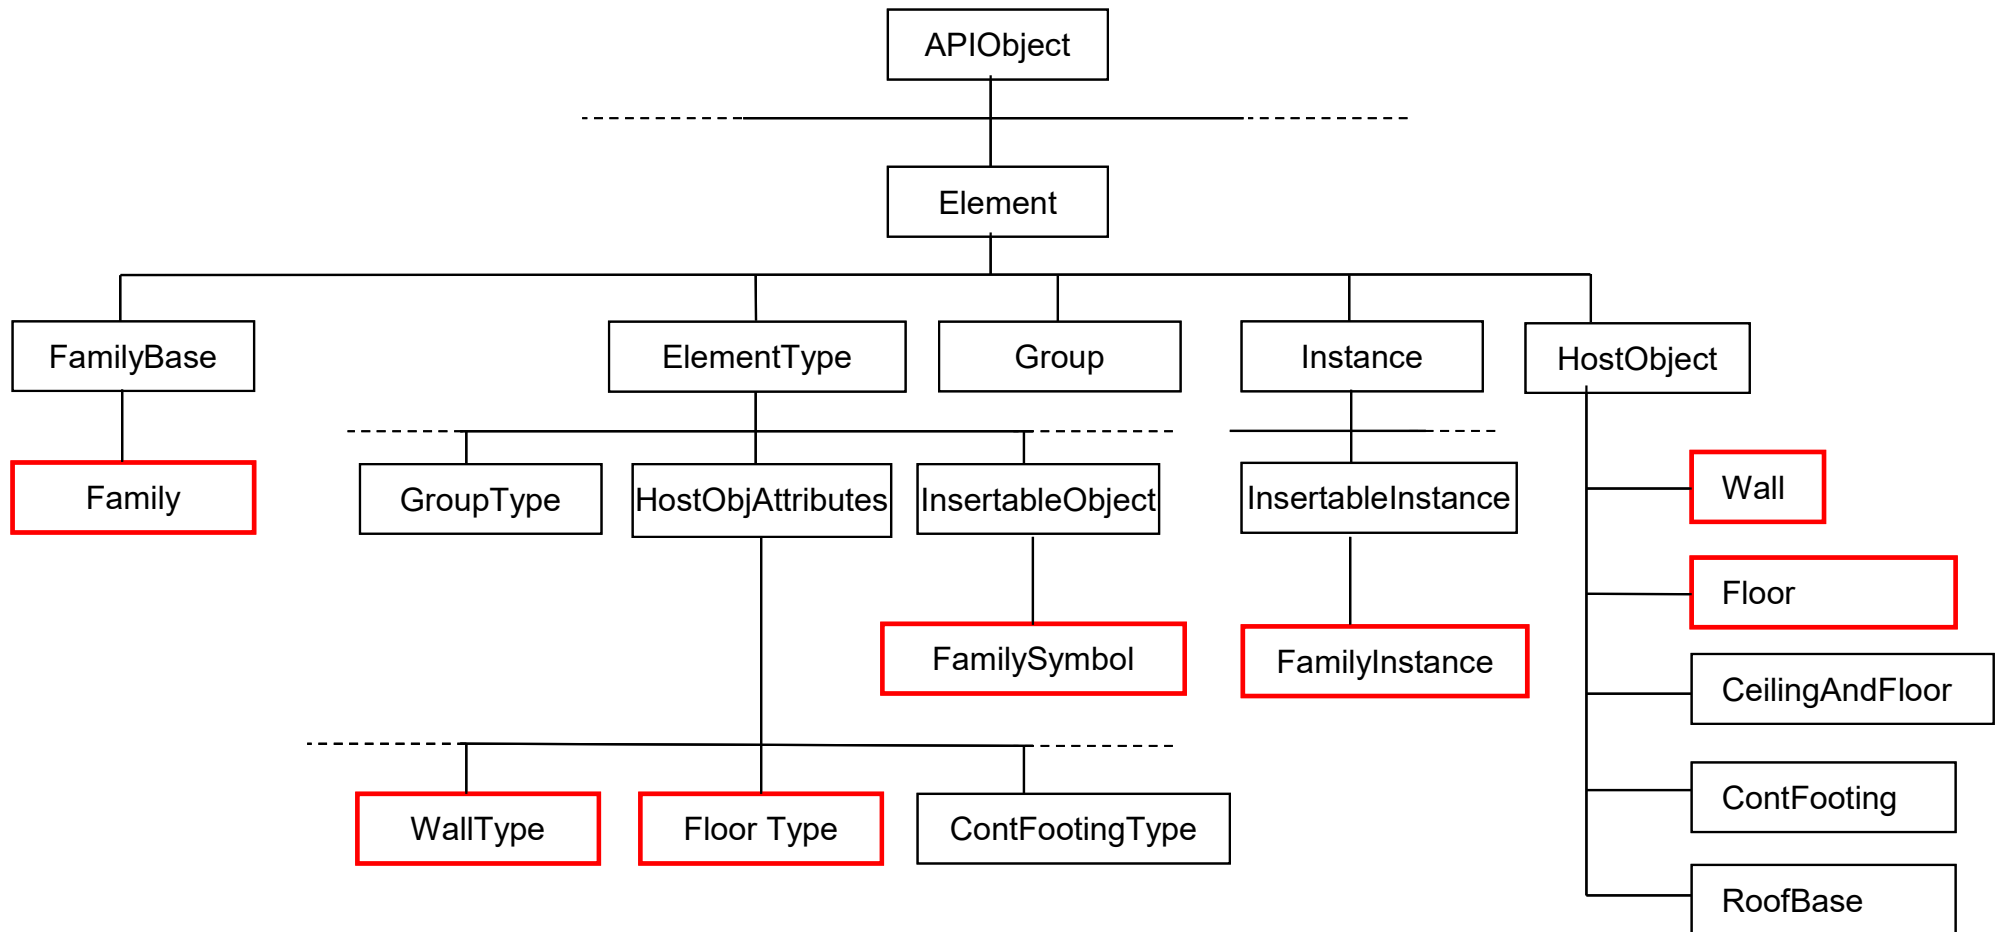 APIObject
Element
FamilyBase
ElementType
Group
Instance
HostObject
Family
GroupType
HostObjAttributes
InsertableObject
InsertableInstance
Wall
Floor
FamilySymbol
FamilyInstance
CeilingAndFloor
WallType
Floor Type
ContFootingType
ContFooting
RoofBase